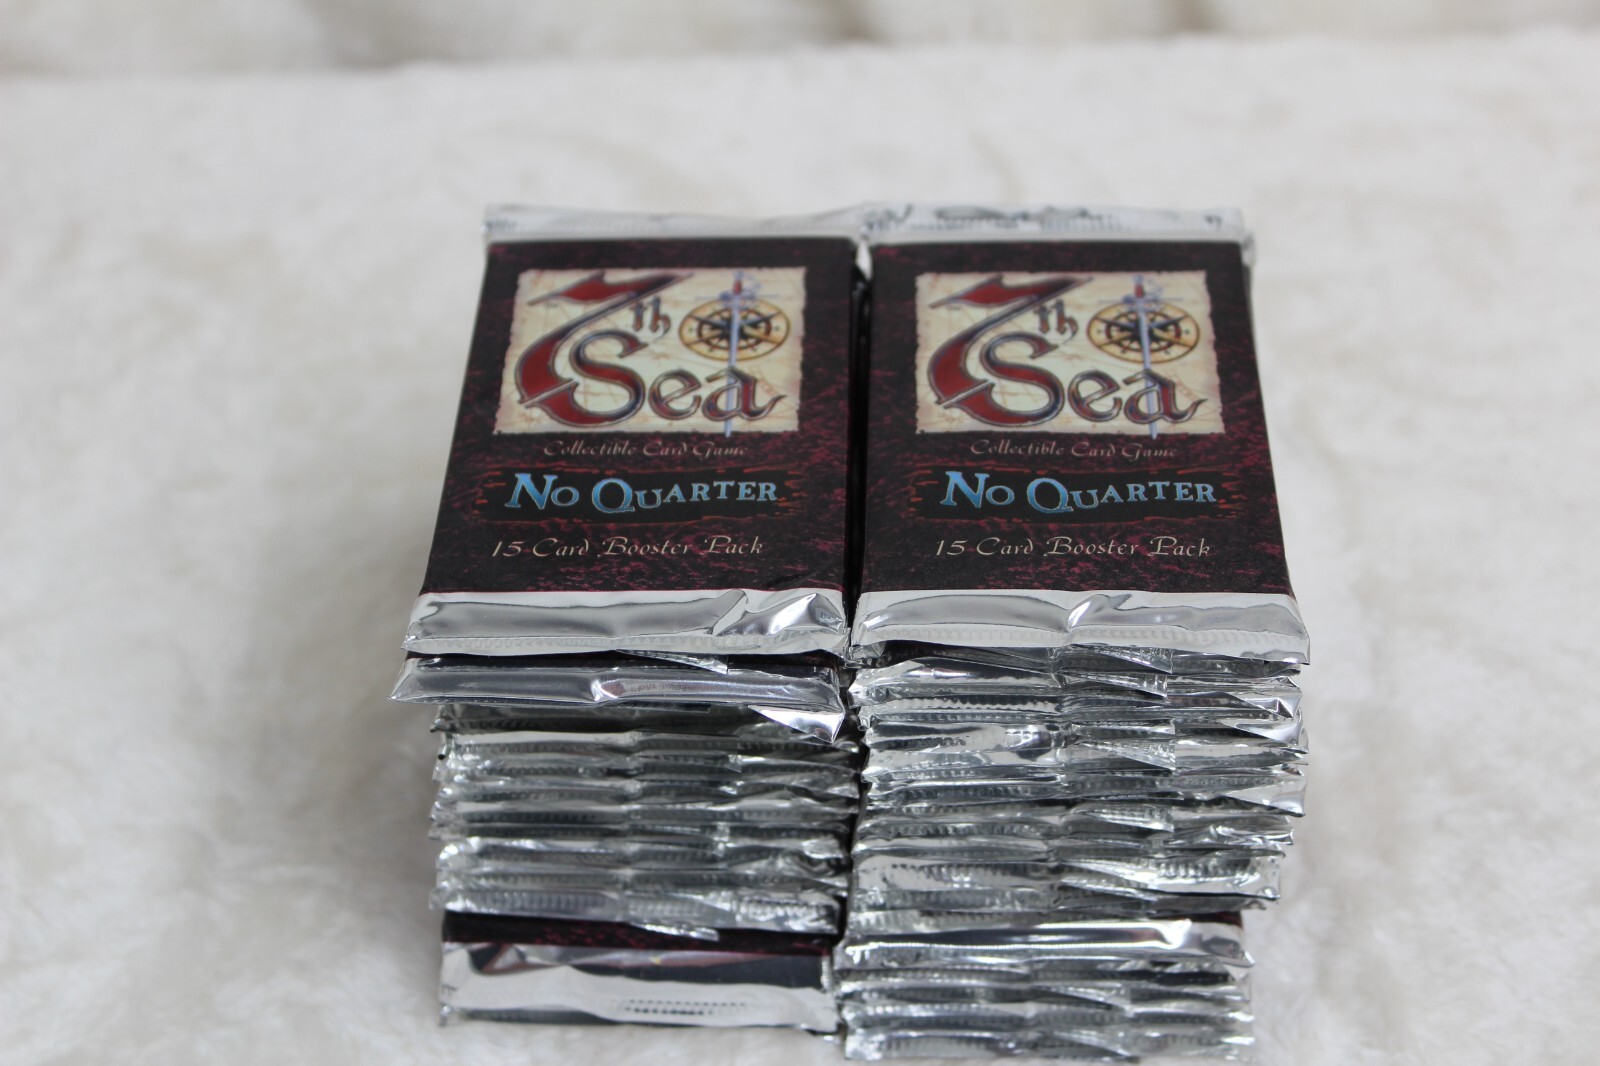 7th
Sea
Collectible Card Game
NO QUARTER
15 Card Booster Pack
7th
Sea
Collectible Card Game
NO QUARTER
15 Card Booster Pack